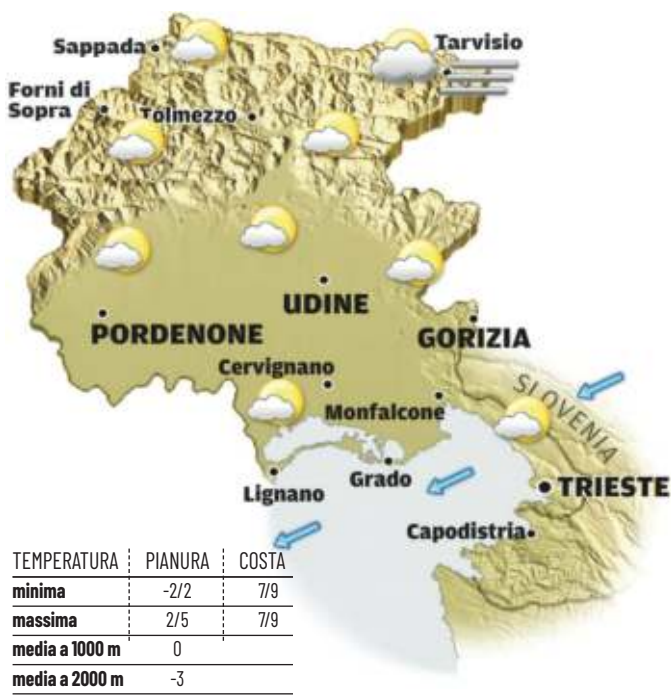 Sappada
Tarvisio
Forni di
Sopra
Tolmezzo
UDINE
PORDENONE
GORIZIA
Cervignano
SLOVENIA
Monfalcone
Lignano
Grado
TRIESTE
Capodistria
TEMPERATURA PIANURA COSTA
minima -2/2 7/9
massima 2/5 7/9
media a 1000 m 0
media a 2000 m -3